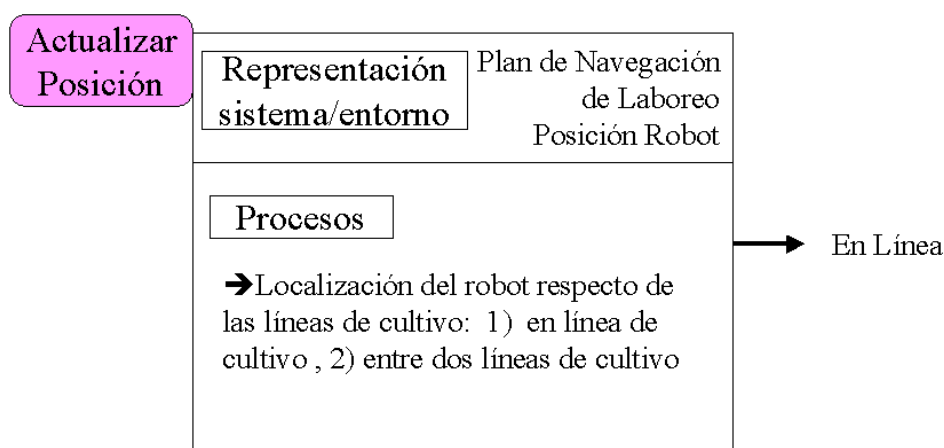 Actualizar
Posición
Representación
sistema/entorno
Plan de Navegación
de Laboreo
Posición Robot
Procesos
➔Localización del robot respecto de
las líneas de cultivo: 1) en línea de
cultivo , 2) entre dos líneas de cultivo
En Línea